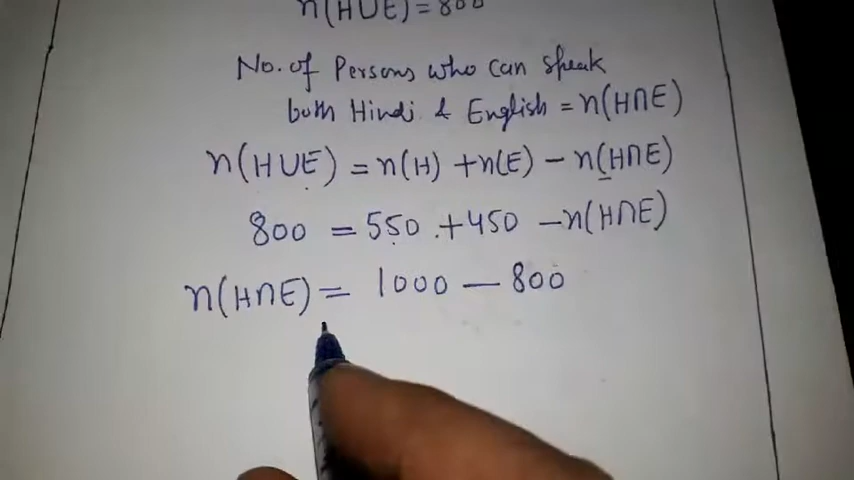 n(HUE) = 800
No. of Persons who can speak
both Hindi & English = n(H∩E)
n(HUE) = n(H) + n(E) - n(H∩E)
800 = 550 + 450 - n(H∩E)
n(H∩E) = 1000 - 800